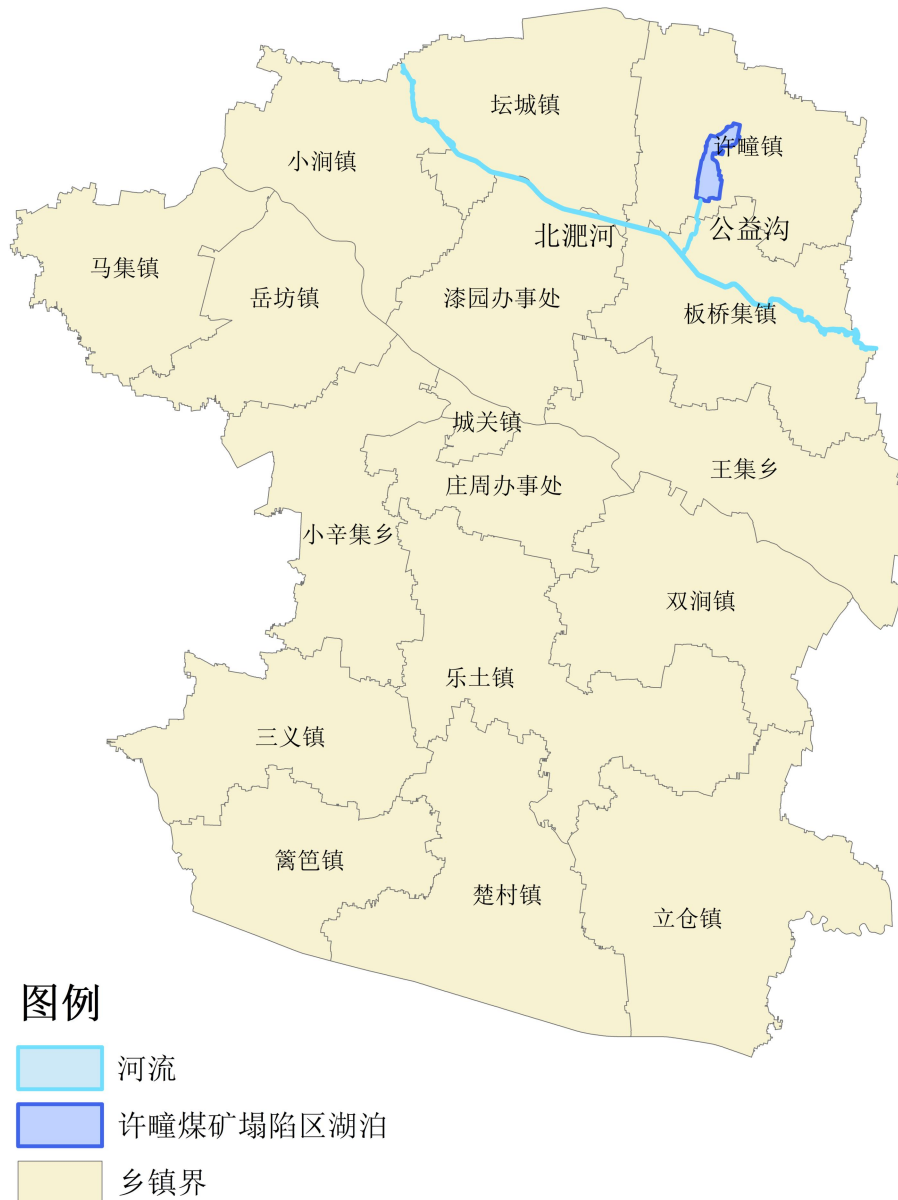 坛城镇
许疃镇
小涧镇
北淝河
公益沟
马集镇
岳坊镇
漆园办事处
板桥集镇
城关镇
王集乡
庄周办事处
小辛集乡
双涧镇
乐土镇
三义镇
篱笆镇
楚村镇
立仓镇
图例
河流
许疃煤矿塌陷区湖泊
乡镇界